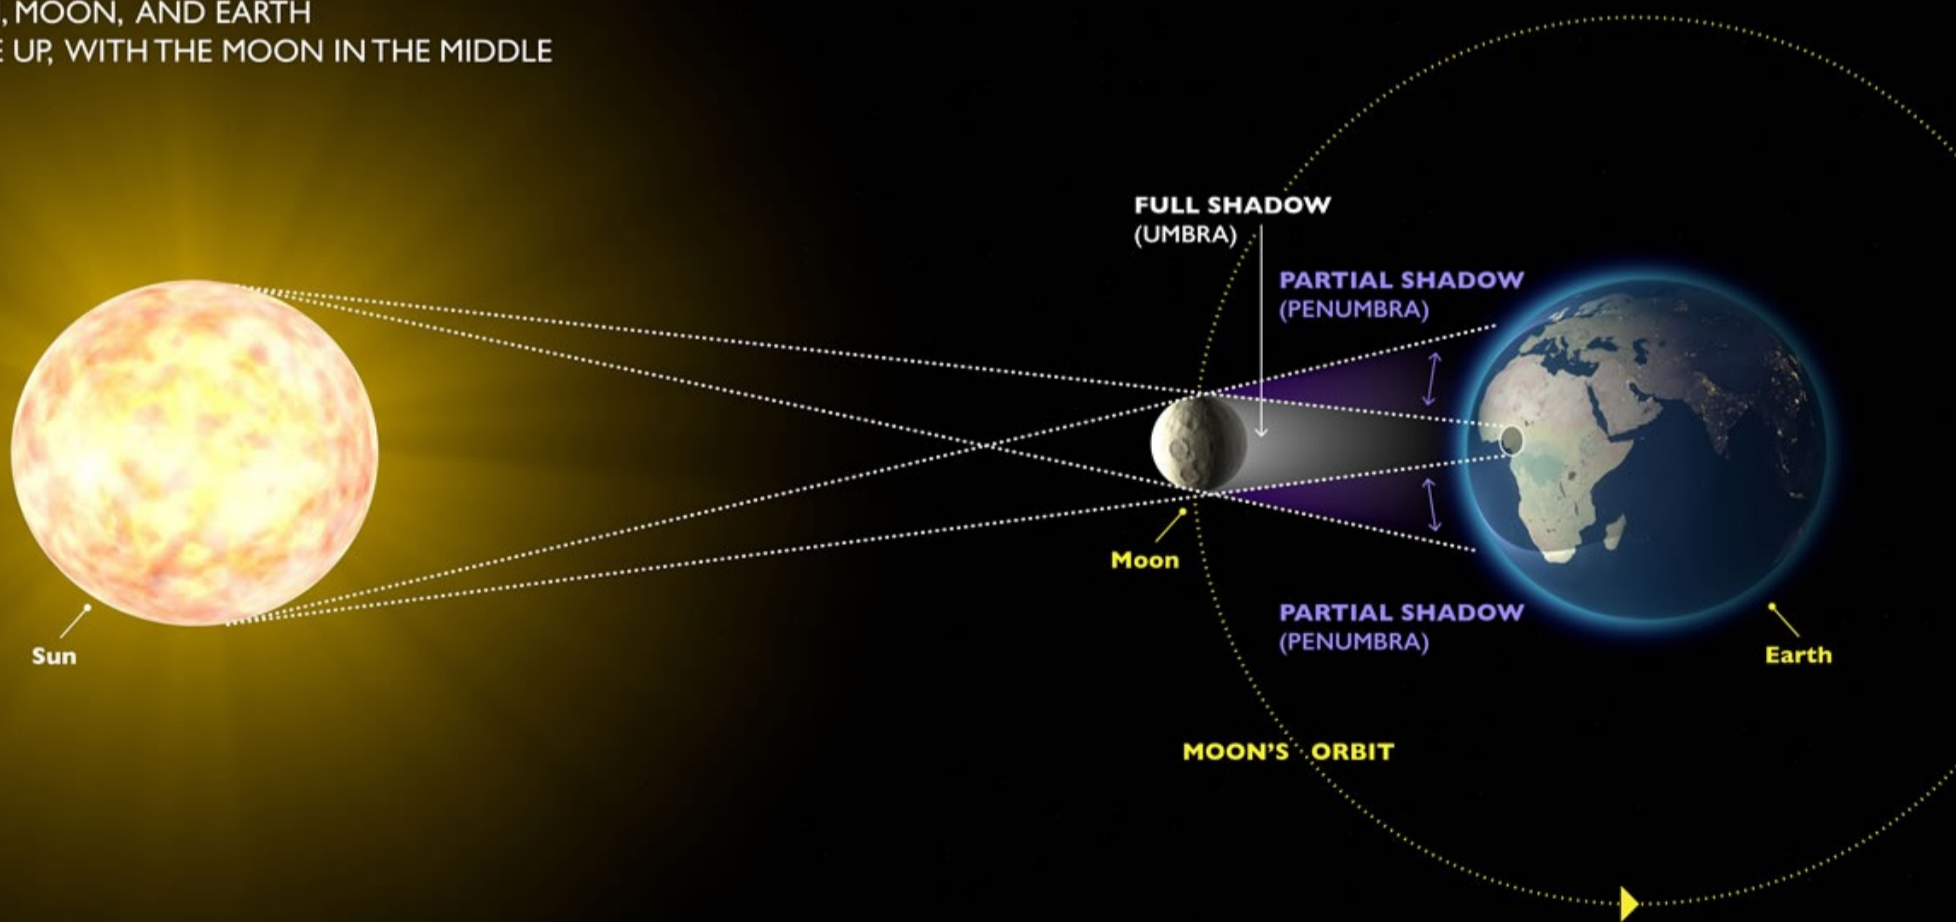 , MOON, AND EARTH
E UP, WITH THE MOON IN THE MIDDLE
FULL SHADOW
(UMBRA)
PARTIAL SHADOW
(PENUMBRA)
Moon
Sun
PARTIAL SHADOW
(PENUMBRA)
Earth
MOON'S ORBIT